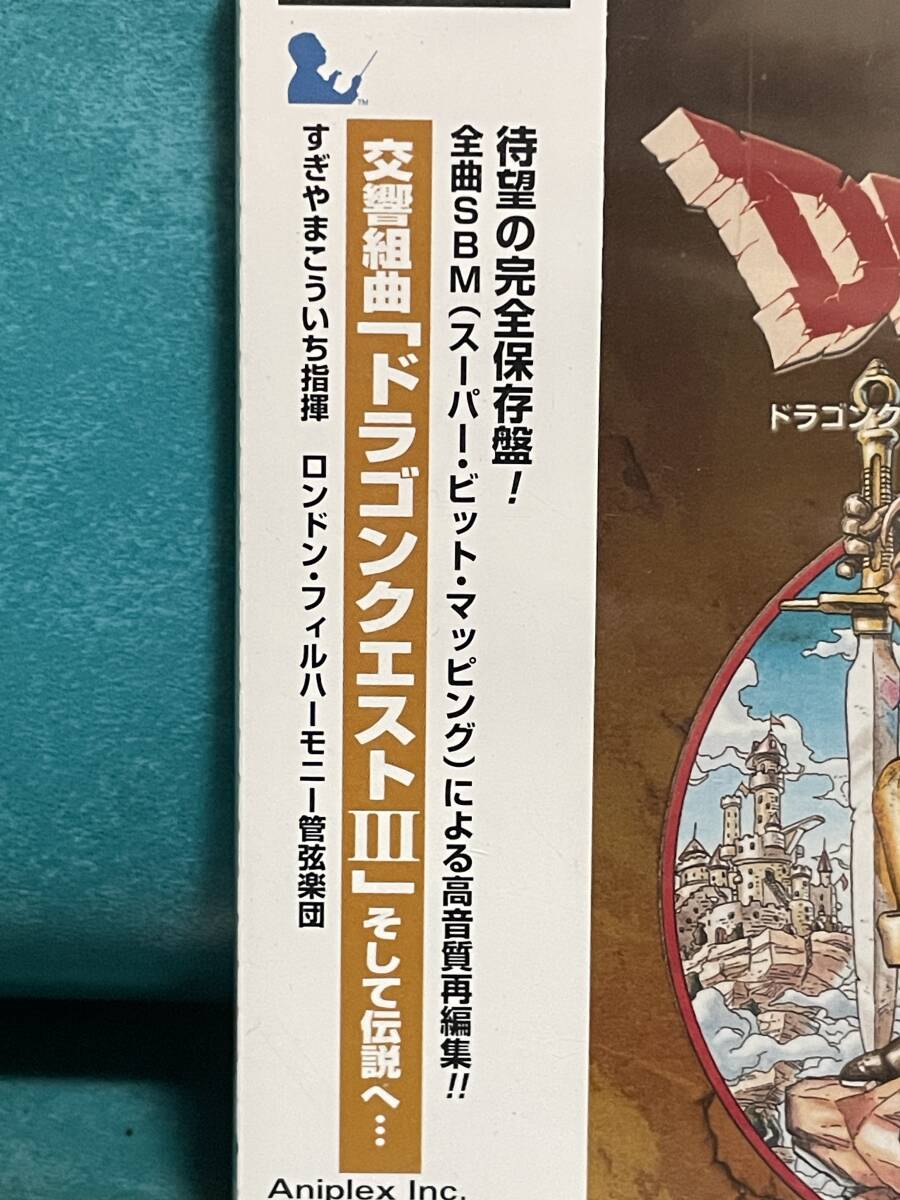 待望の完全保存盤!
全曲SBM(スーパー・ビット・マッピング)による高音質再編集!!
交響組曲「ドラゴンクエストIII」そして伝説へ…
すぎやまこういち指揮 ロンドン・フィルハーモニー管弦楽団
TM
Aniplex Inc.
ドラゴンク